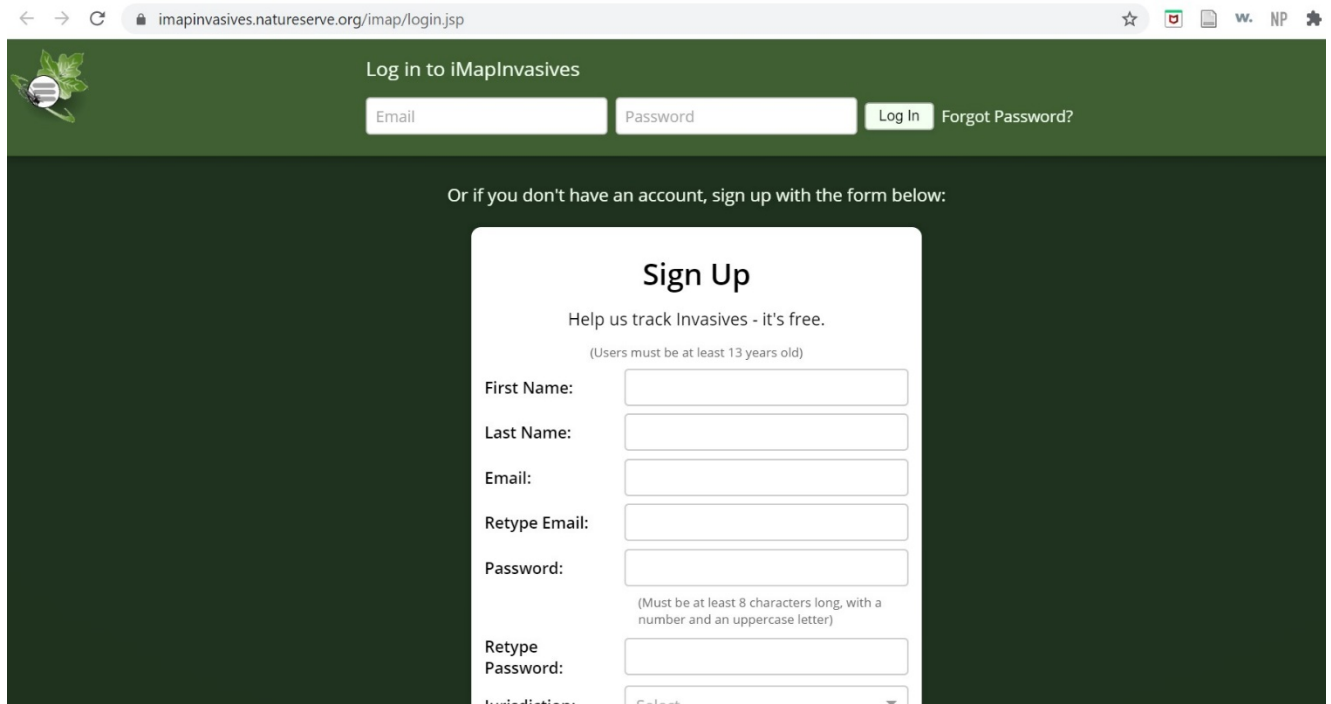 imapinvasives.natureserve.org/imap/login.jsp
w. NP
Log in to iMapInvasives
Email Password Log In Forgot Password?
Or if you don't have an account, sign up with the form below:
Sign Up
Help us track Invasives - it's free.
(Users must be at least 13 years old)
First Name:
Last Name:
Email:
Retype Email:
Password:
(Must be at least 8 characters long, with a
number and an uppercase letter)
Retype
Password:
Jurisdiction: Select